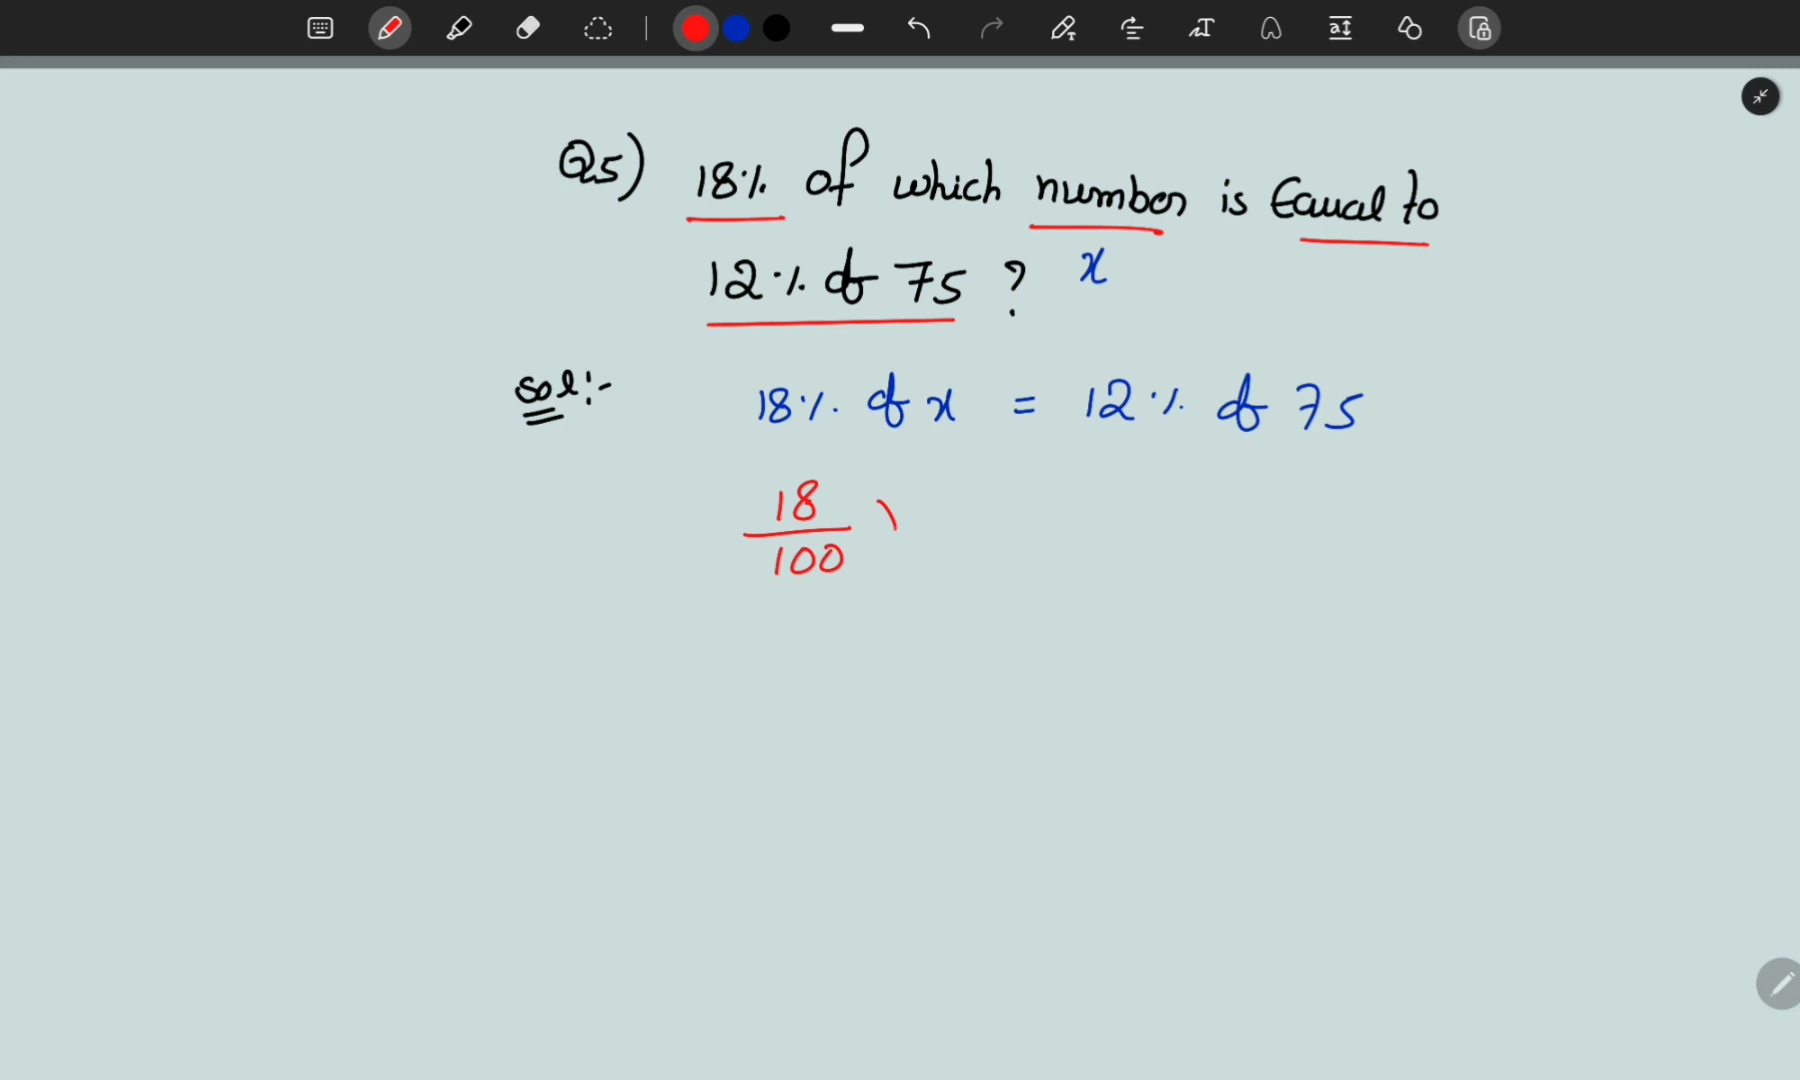 Q5) 18% of which number is Equal to
12% of 75 ? x
Sol:- 18% of x = 12% of 75
18
100